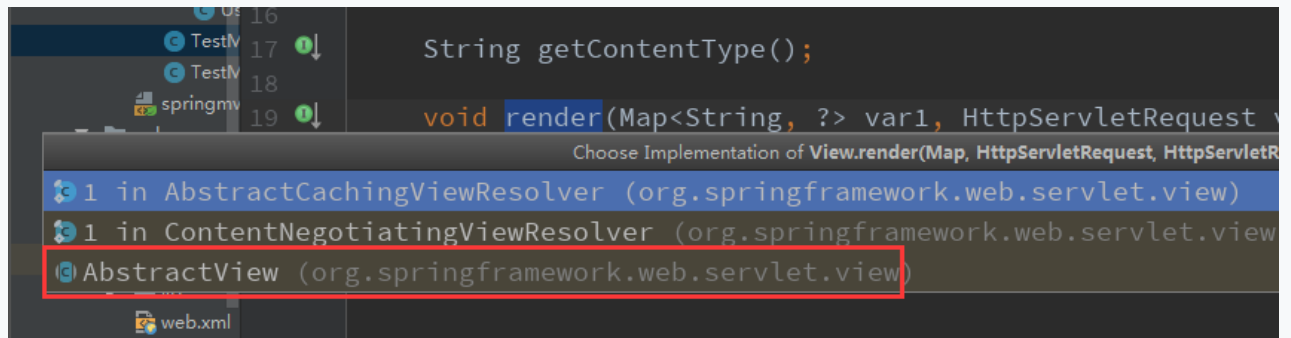 Us 16
TestM 17 String getContentType();
TestM 18
springmv 19 void render(Map<String, ?> var1, HttpServletRequest
Choose Implementation of View.render(Map, HttpServletRequest, HttpServletR
1 in AbstractCachingViewResolver (org.springframework.web.servlet.view)
1 in ContentNegotiatingViewResolver (org.springframework.web.servlet.view
AbstractView (org.springframework.web.servlet.view)
web.xml